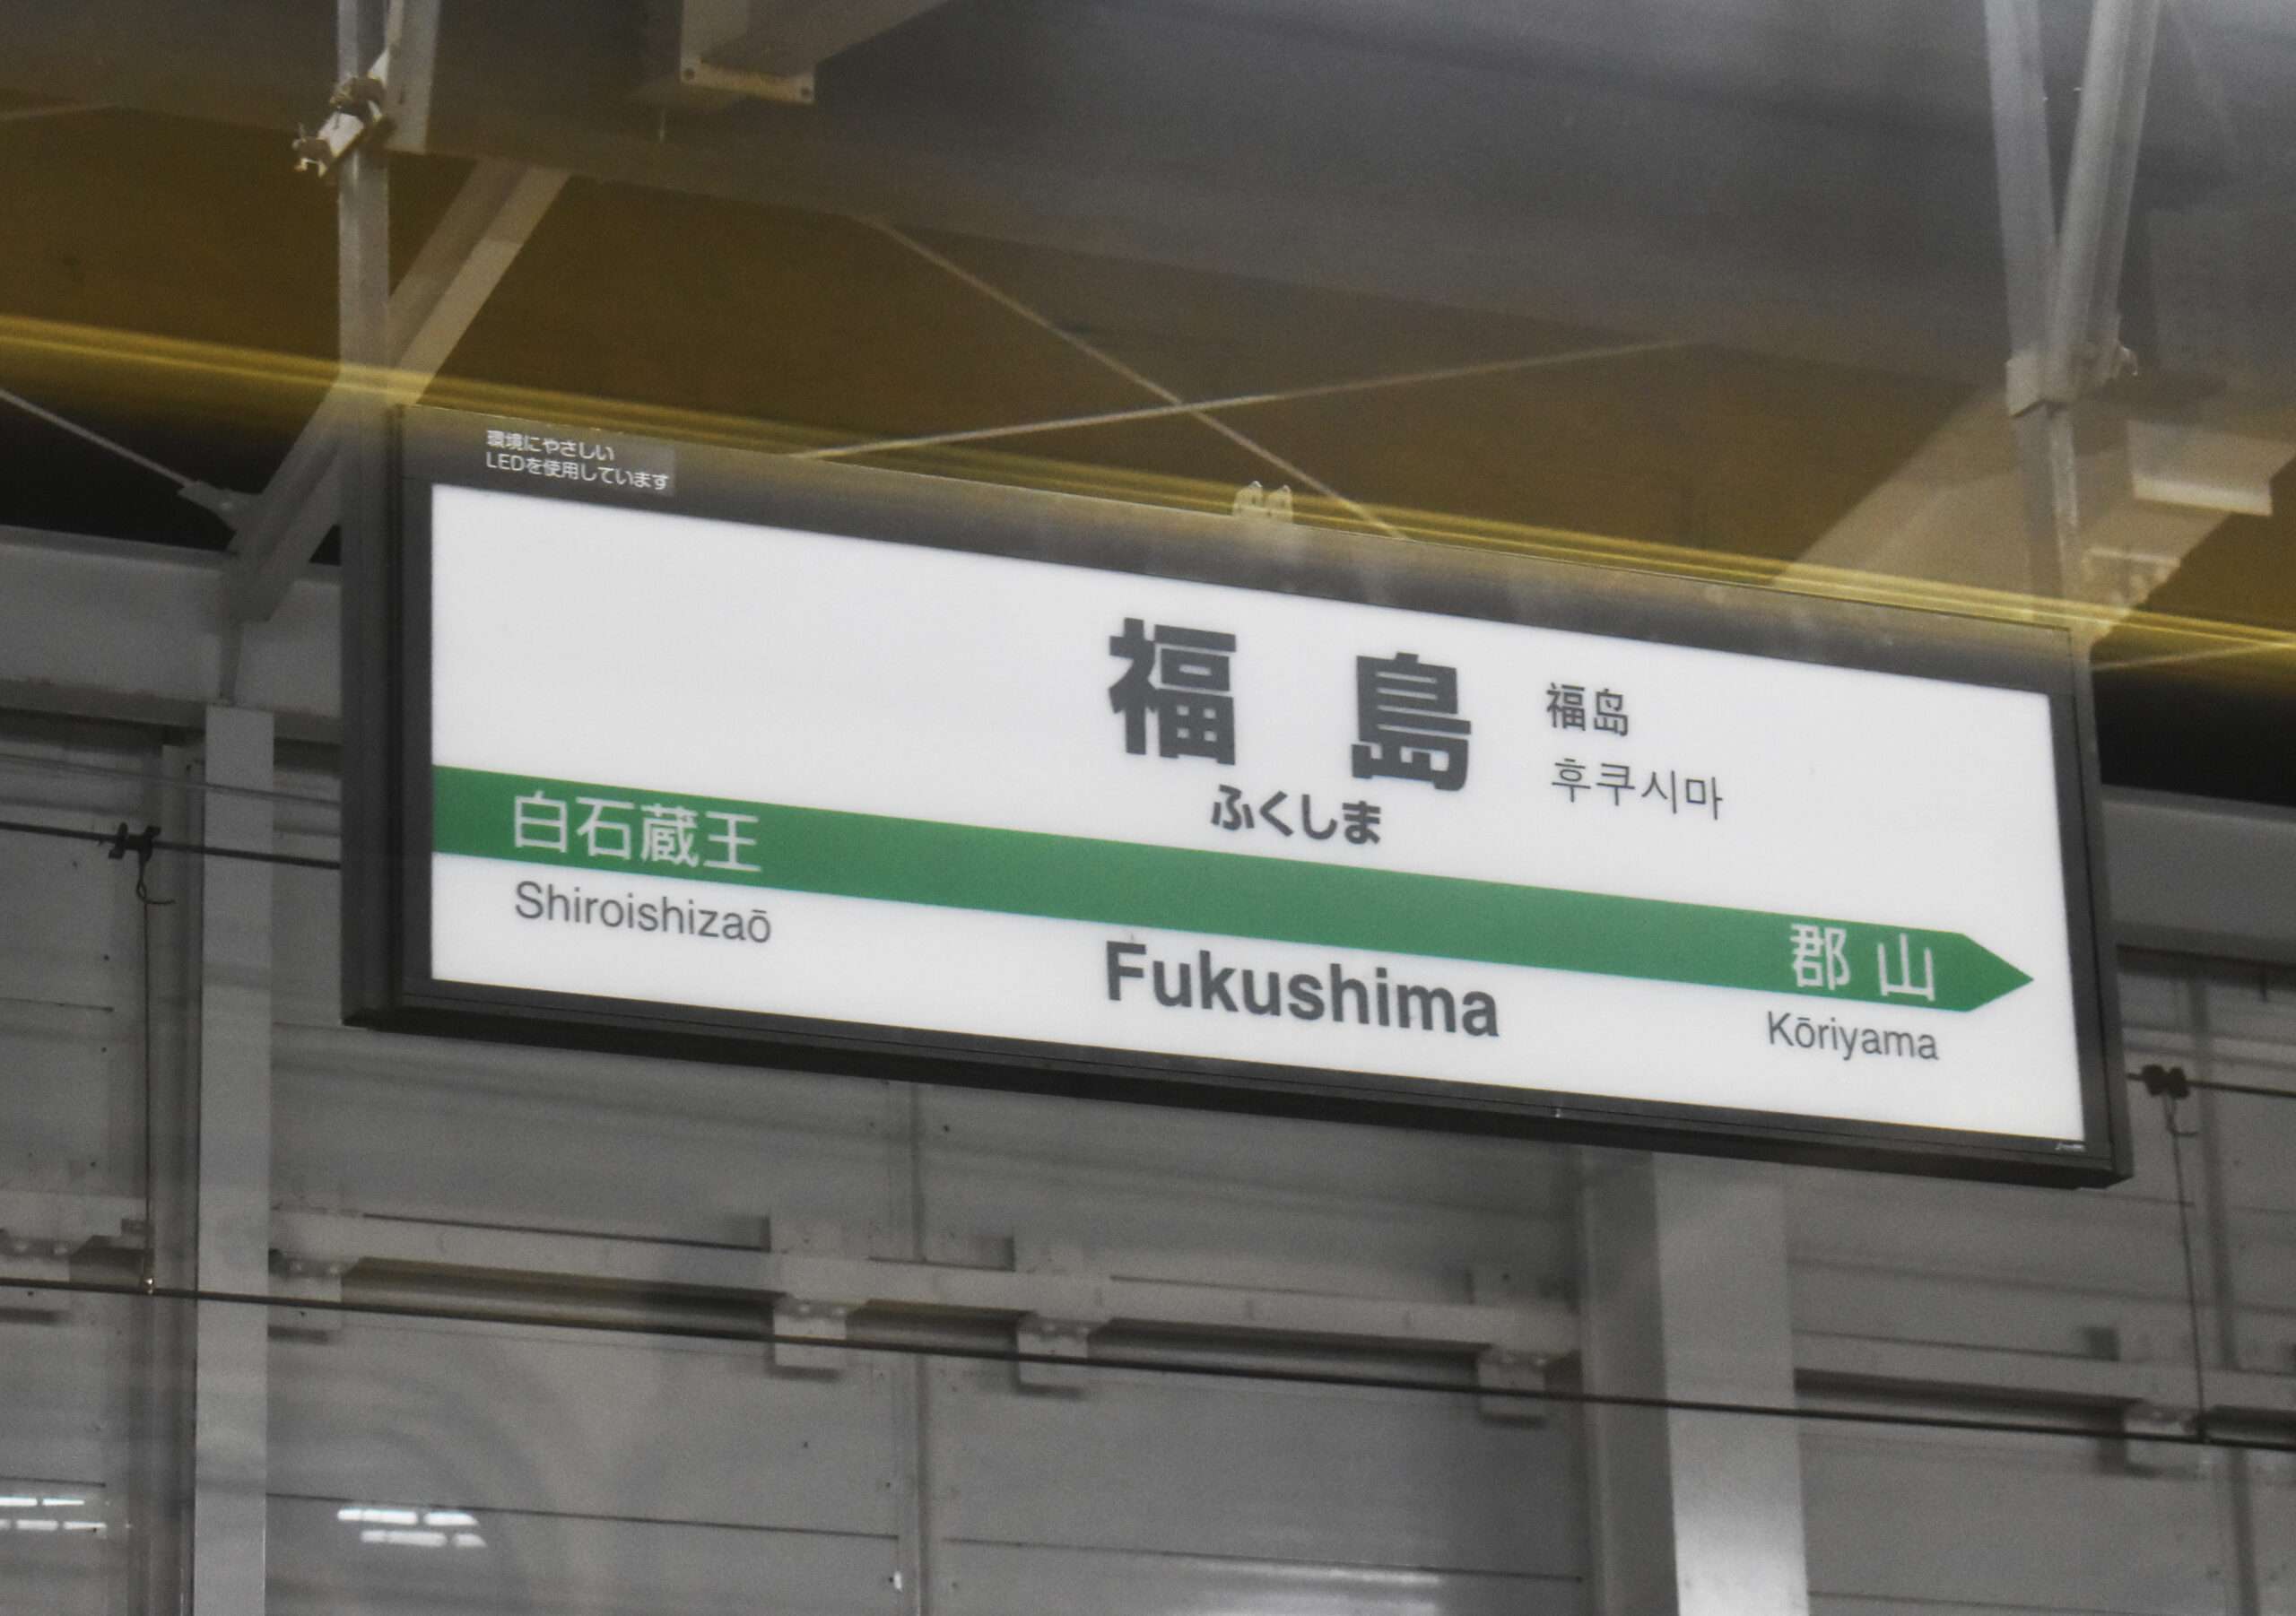 環境にやさしい
LEDを使用しています
福島
福岛
후쿠시마
ふくしま
白石蔵王
郡山
Shiroishizaō
Fukushima
Kōriyama